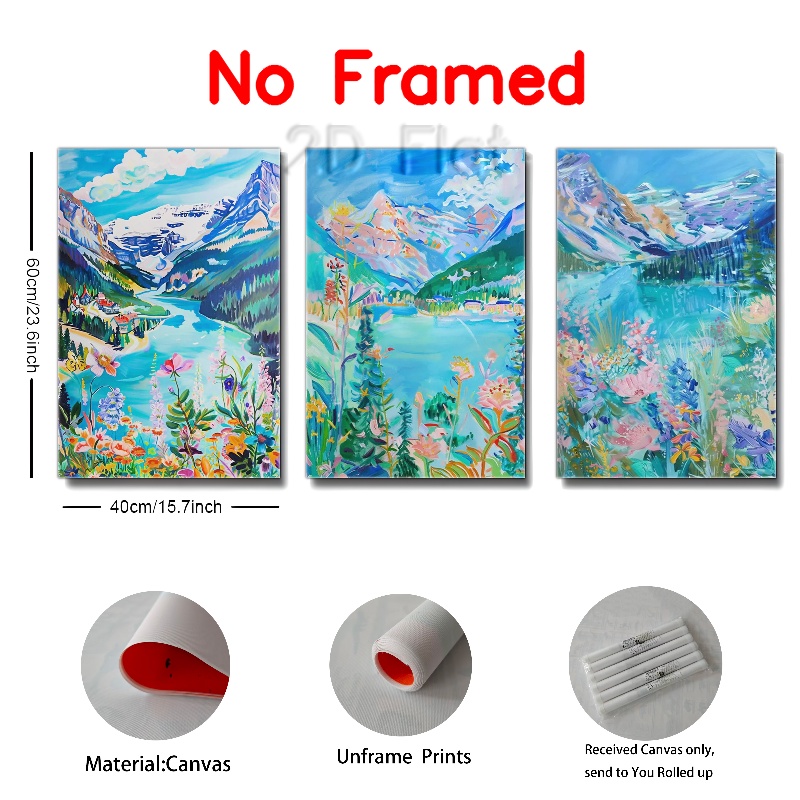 No Framed
2D Flat
60cm/23.6inch
40cm/15.7inch
Material:Canvas
Unframe Prints
Received Canvas only,
send to You Rolled up